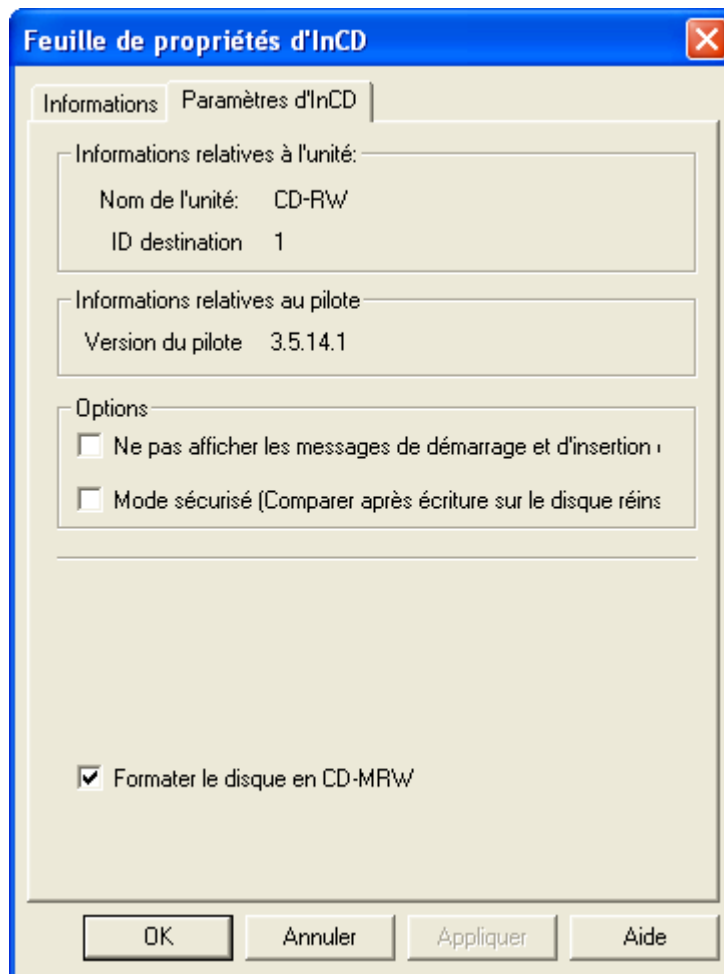 Feuille de propriétés d'InCD
Informations Paramètres d'InCD
Informations relatives à l'unité:
Nom de l'unité: CD-RW
ID destination 1
Informations relatives au pilote
Version du pilote 3.5.14.1
Options
Ne pas afficher les messages de démarrage et d'insertion
Mode sécurisé (Comparer après écriture sur le disque réins
Formater le disque en CD-MRW
OK Annuler Appliquer Aide